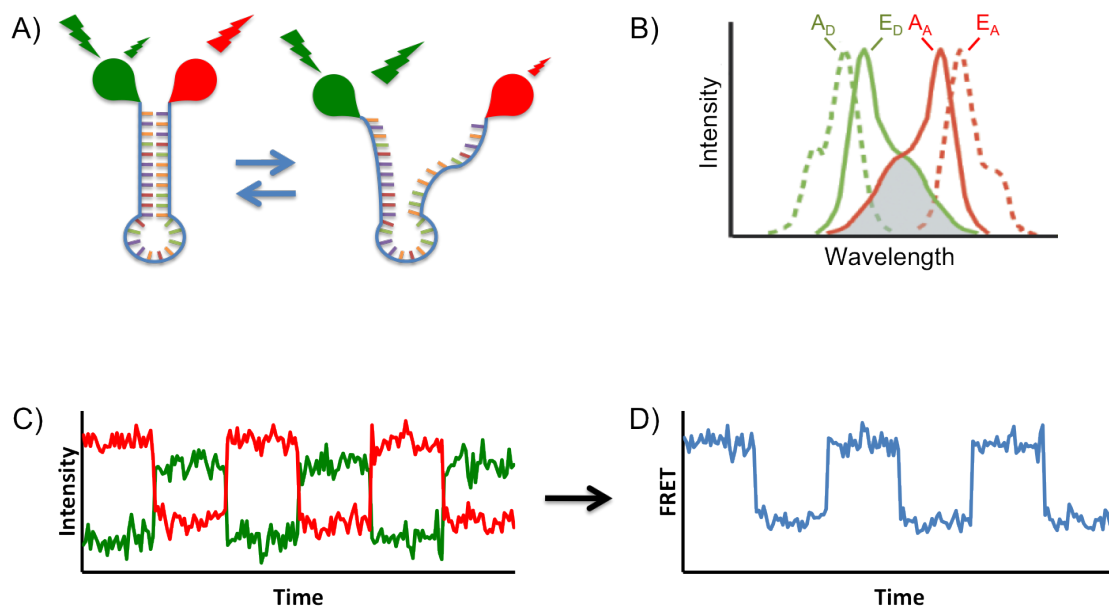 A)
B)
A_D E_D A_A E_A
Intensity
Wavelength
C)
Intensity
Time
D)
FRET
Time